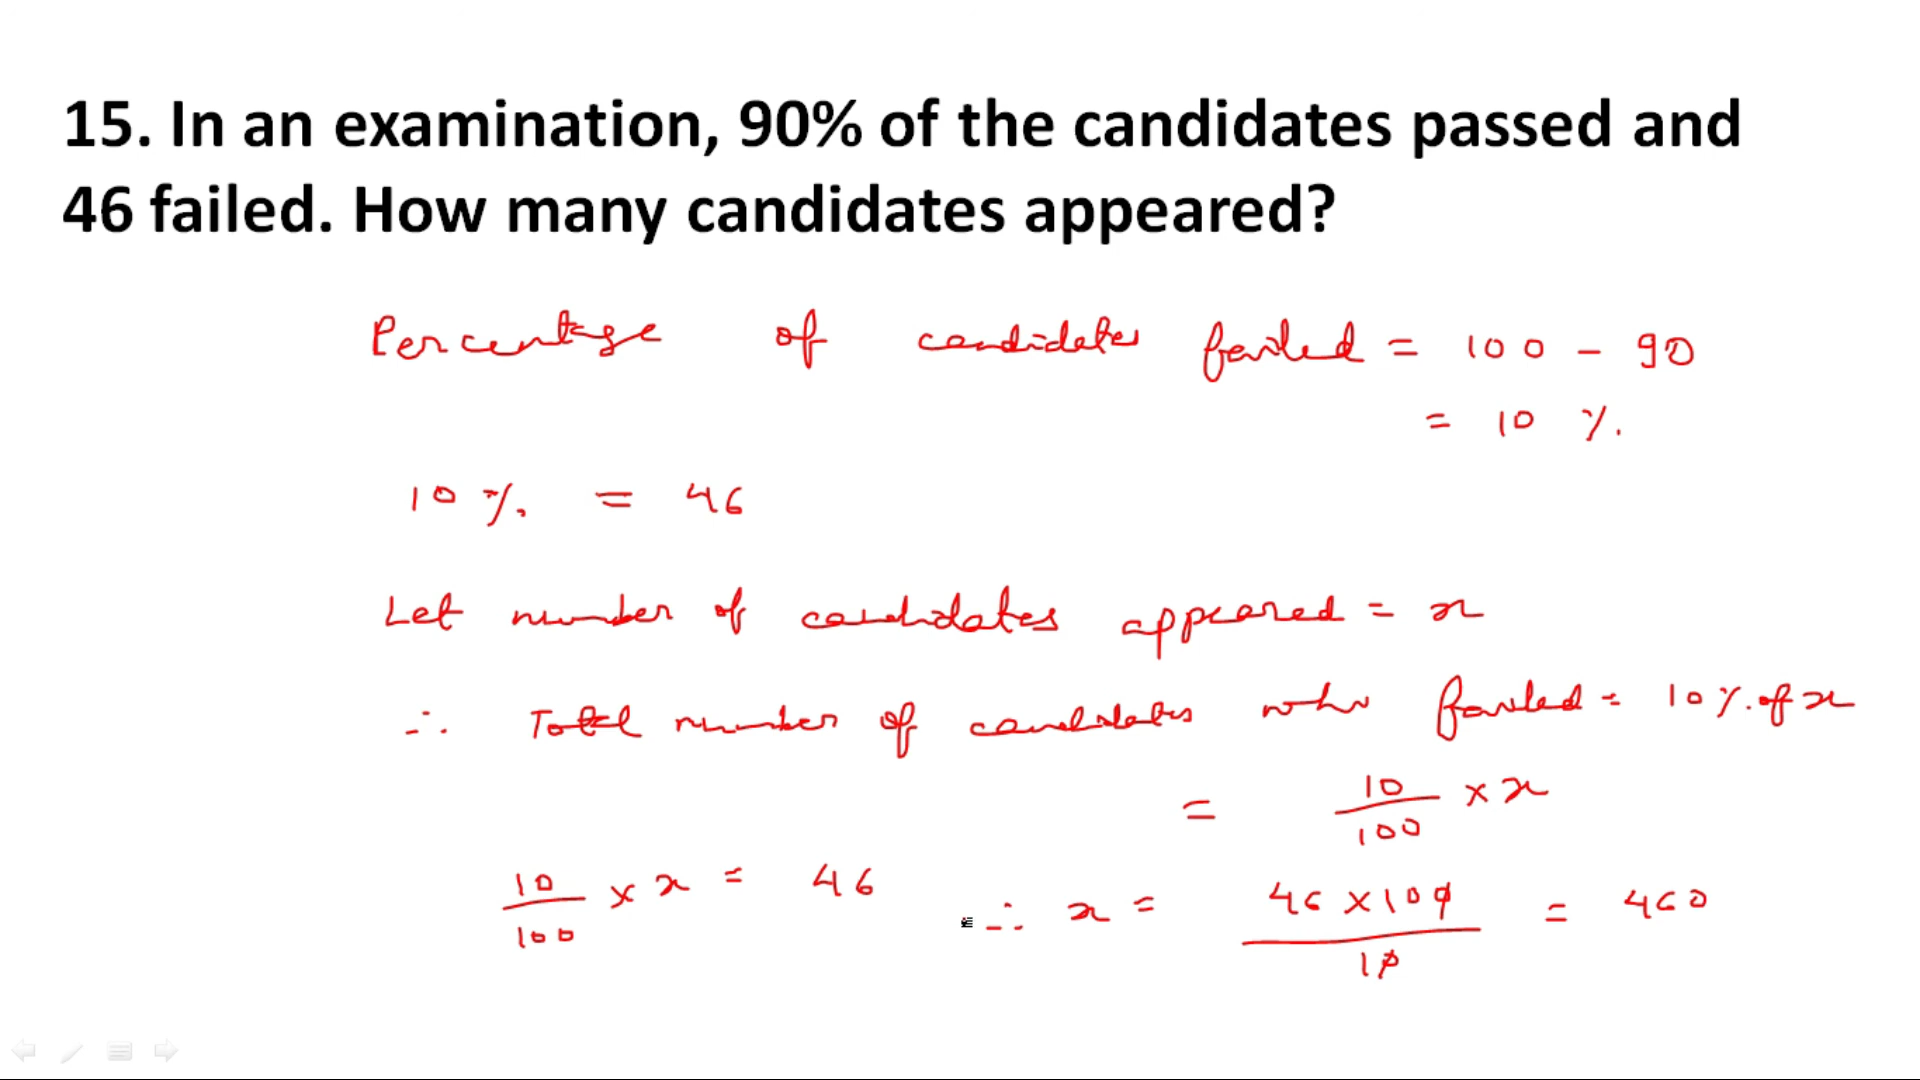 15. In an examination, 90% of the candidates passed and
46 failed. How many candidates appeared?
Percentage of candidates failed = 100 - 90
= 10 %.
10 %. = 46
Let number of candidates appeared = x
∴ Total number of candidates who failed = 10 %. of x
= 10/100 × x
10/100 × x = 46 ∴ x = 46 × 100 / 10 = 460